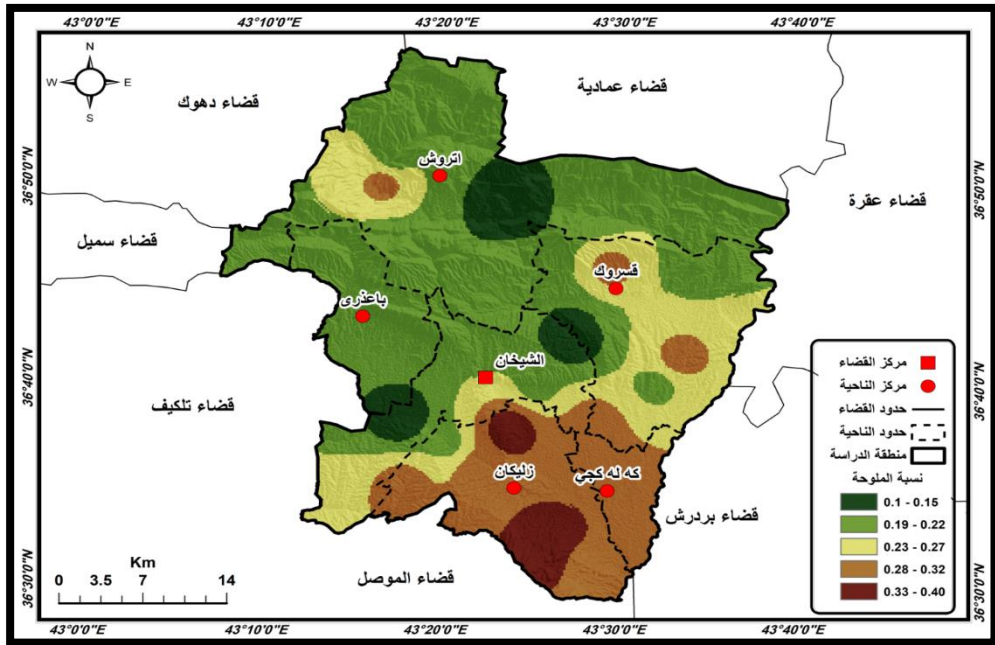 43°0'0"E 43°10'0"E 43°20'0"E 43°30'0"E 43°40'0"E
N
W E
S
قضاء دهوك
قضاء عمادية
36°50'0"N
36°50'0"N
اتروش
قضاء عقرة
قضاء سميل
قسروك
باعذرى
الشيخان
36°40'0"N
36°40'0"N
قضاء تلكيف
زليكان
كه له كجي
قضاء بردرش
قضاء الموصل
36°30'0"N
36°30'0"N
مركز القضاء
مركز الناحية
حدود القضاء
حدود الناحية
منطقة الدراسة
نسبة الملوحة
0.1 - 0.15
0.19 - 0.22
0.23 - 0.27
0.28 - 0.32
0.33 - 0.40
Km
0 3.5 7 14
43°0'0"E 43°10'0"E 43°20'0"E 43°30'0"E 43°40'0"E